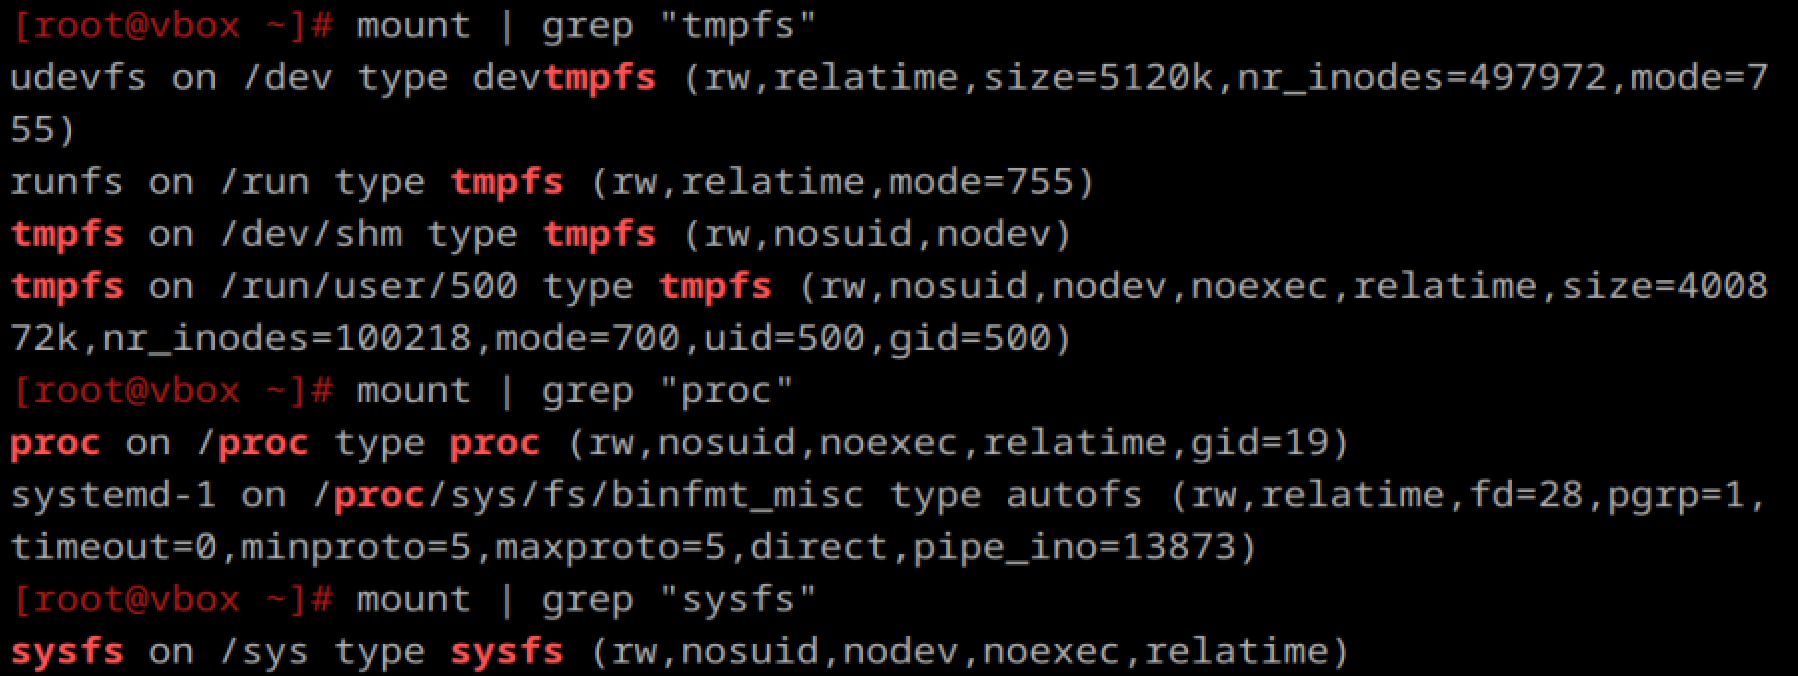 [root@vbox ~]# mount | grep "tmpfs"
udevfs on /dev type devtmpfs (rw,relatime,size=5120k,nr_inodes=497972,mode=7
55)
runfs on /run type tmpfs (rw,relatime,mode=755)
tmpfs on /dev/shm type tmpfs (rw,nosuid,nodev)
tmpfs on /run/user/500 type tmpfs (rw,nosuid,nodev,noexec,relatime,size=4008
72k,nr_inodes=100218,mode=700,uid=500,gid=500)
[root@vbox ~]# mount | grep "proc"
proc on /proc type proc (rw,nosuid,noexec,relatime,gid=19)
systemd-1 on /proc/sys/fs/binfmt_misc type autofs (rw,relatime,fd=28,pgrp=1,
timeout=0,minproto=5,maxproto=5,direct,pipe_ino=13873)
[root@vbox ~]# mount | grep "sysfs"
sysfs on /sys type sysfs (rw,nosuid,nodev,noexec,relatime)